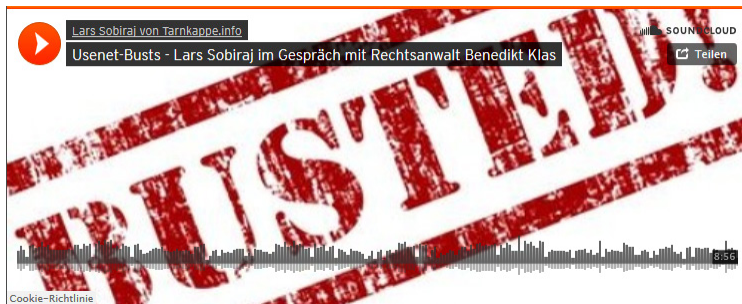 Lars Sobiraj von Tarnkappe.info
SOUNDCLOUD
Usenet-Busts - Lars Sobiraj im Gespräch mit Rechtsanwalt Benedikt Klas
Teilen
BUSTED!
8:56
Cookie-Richtlinie